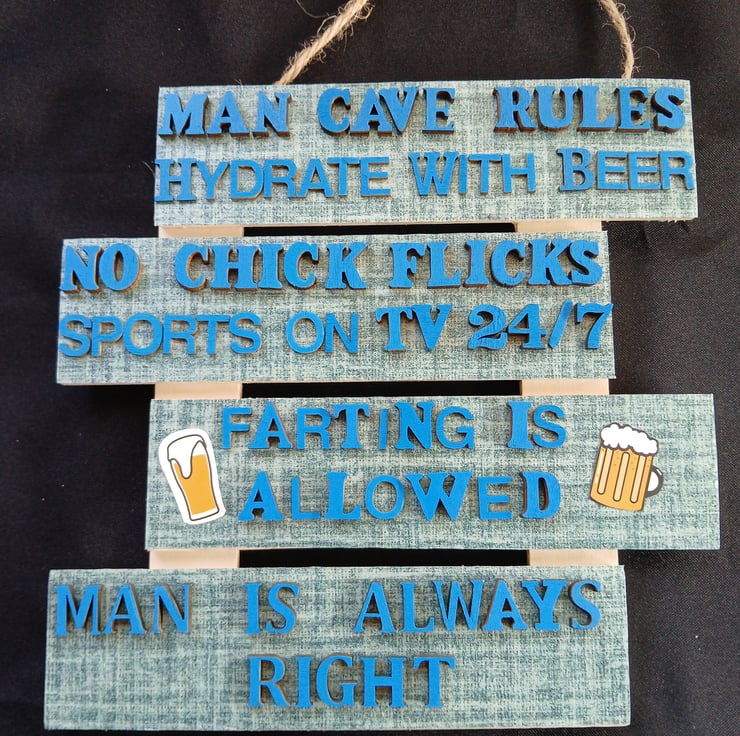 MAN CAVE RULES
HYDRATE WITH BEER
NO CHICK FLICKS
SPORTS ON TV 24/7
FARTING IS
ALLOWED
MAN IS ALWAYS
RIGHT